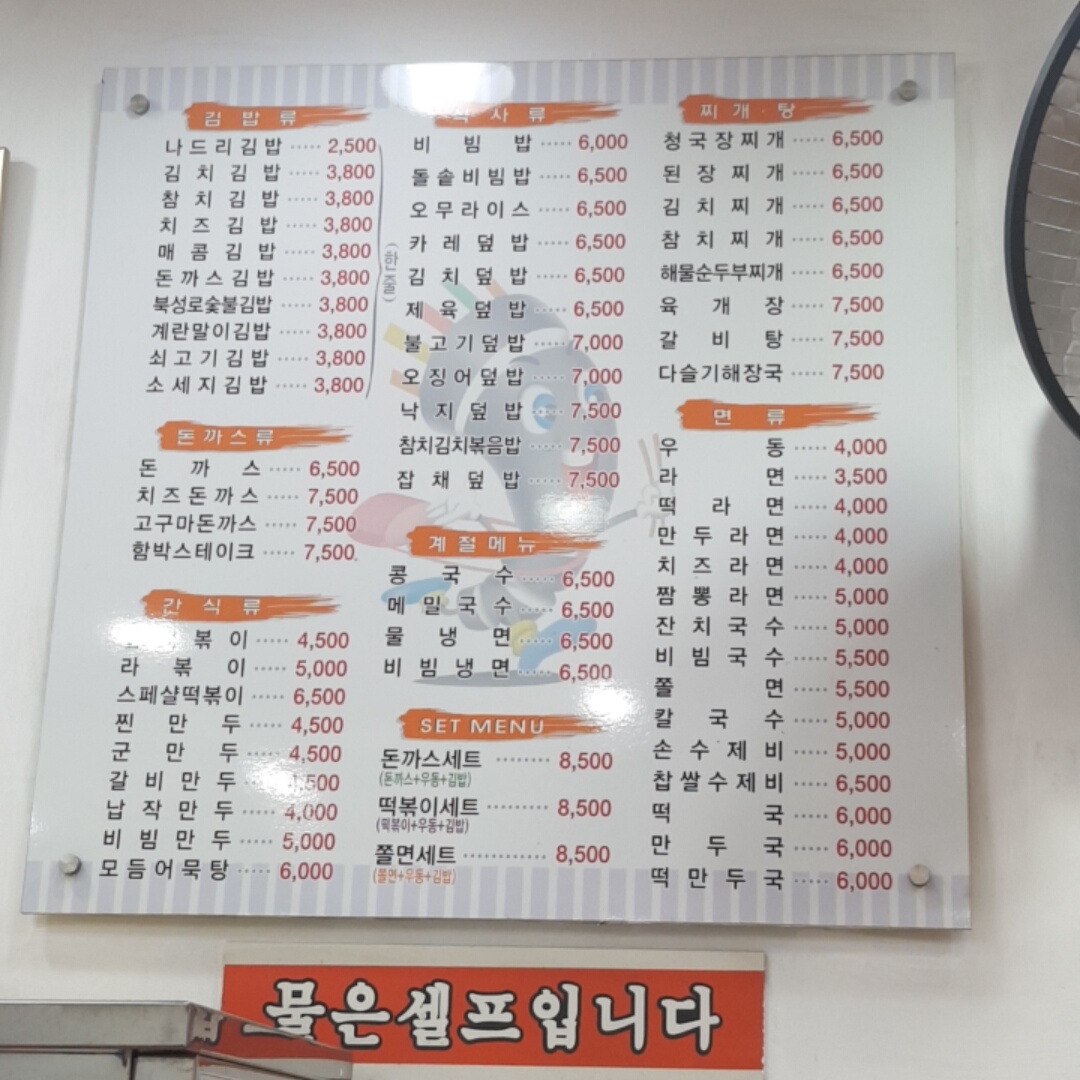 김밥류
나드리김밥 ····· 2,500
김치김밥 ····· 3,800
참치김밥 ····· 3,800
치즈김밥 ····· 3,800
매콤김밥 ····· 3,800
돈까스김밥 ····· 3,800
북성로숯불김밥 ····· 3,800
계란말이김밥 ····· 3,800
쇠고기김밥 ····· 3,800
소세지김밥 ····· 3,800
(한줄)
돈까스류
돈까스 ····· 6,500
치즈돈까스 ····· 7,500
고구마돈까스 ····· 7,500
함박스테이크 ····· 7,500
간식류
볶이 ····· 4,500
라볶이 ····· 5,000
스페샬떡볶이 ····· 6,500
찐만두 ····· 4,500
군만두 ····· 4,500
갈비만두 ·····
납작만두 ····· 4,000
비빔만두 ····· 5,000
모듬어묵탕 ····· 6,000
식사류
비빔밥 ····· 6,000
돌솥비빔밥 ····· 6,500
오무라이스 ····· 6,500
카레덮밥 ····· 6,500
김치덮밥 ····· 6,500
제육덮밥 ····· 6,500
불고기덮밥 ····· 7,000
오징어덮밥 ····· 7,000
낙지덮밥 ····· 7,500
참치김치볶음밥 ····· 7,500
잡채덮밥 ····· 7,500
계절메뉴
콩국수 ····· 6,500
메밀국수 ····· 6,500
물냉면 ····· 6,500
비빔냉면 ····· 6,500
SET MENU
돈까스세트 ········ 8,500
(돈까스+우동+김밥)
떡볶이세트 ········· 8,500
(떡볶이+우동+김밥)
쫄면세트 ············ 8,500
(쫄면+우동+김밥)
찌개·탕
청국장찌개 ····· 6,500
된장찌개 ····· 6,500
김치찌개 ····· 6,500
참치찌개 ····· 6,500
해물순두부찌개 ····· 6,500
육개장 ····· 7,500
갈비탕 ····· 7,500
다슬기해장국 ····· 7,500
면류
우동 ····· 4,000
라면 ····· 3,500
떡라면 ····· 4,000
만두라면 ····· 4,000
치즈라면 ····· 4,000
짬뽕라면 ····· 5,000
잔치국수 ····· 5,000
비빔국수 ····· 5,500
쫄면 ····· 5,500
칼국수 ····· 5,000
손수제비 ····· 5,000
찹쌀수제비 ····· 6,500
떡국 ····· 6,000
만두국 ····· 6,000
떡만두국 ····· 6,000
물은셀프입니다